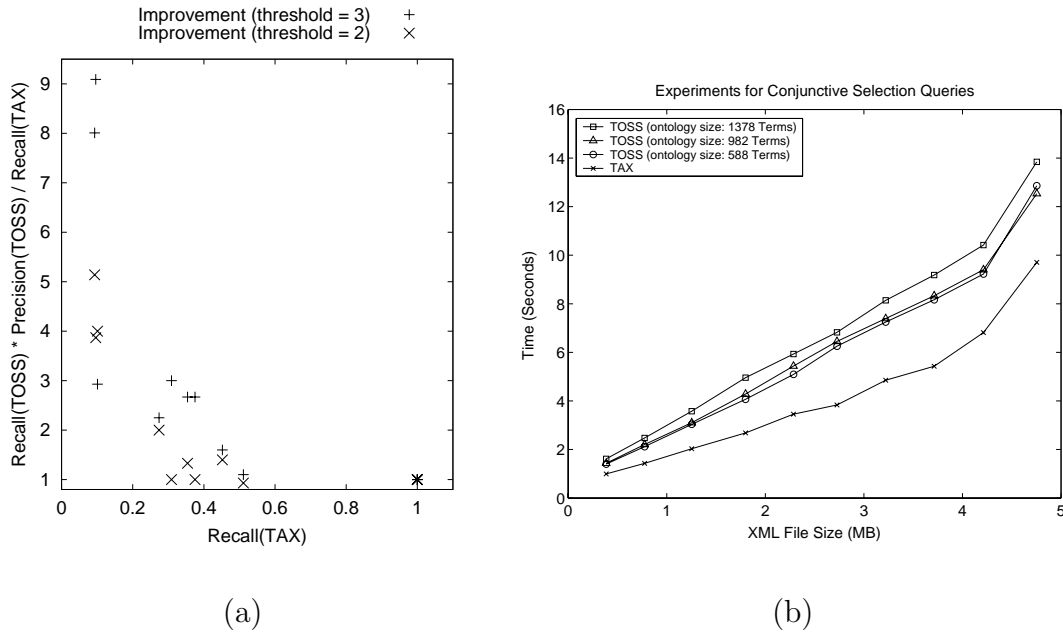 Improvement (threshold = 3)
Improvement (threshold = 2)
9
8
7
6
5
4
3
2
1
0 0.2 0.4 0.6 0.8 1
Recall(TOSS) * Precision(TOSS) / Recall(TAX)
Recall(TAX)
(a)
Experiments for Conjunctive Selection Queries
TOSS (ontology size: 1378 Terms)
TOSS (ontology size: 982 Terms)
TOSS (ontology size: 588 Terms)
TAX
16
14
12
10
8
6
4
2
0
0 1 2 3 4 5
Time (Seconds)
XML File Size (MB)
(b)